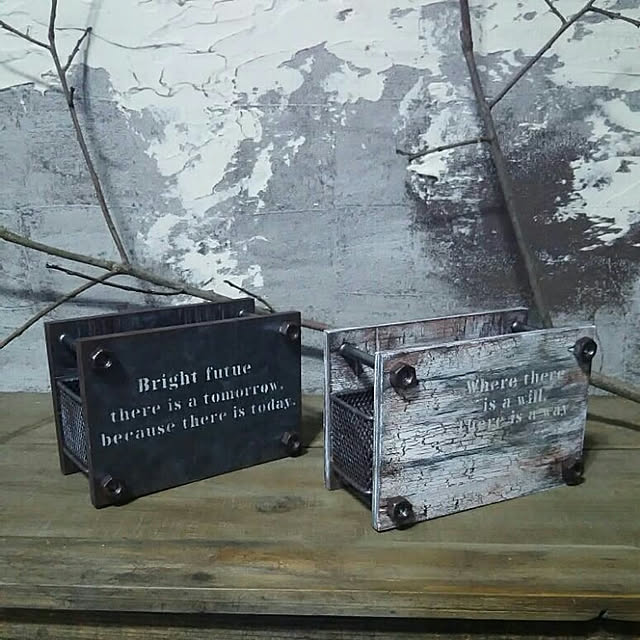 Bright futue
there is a tomorrow,
because there is today.
Where there
is a will,
there is a way